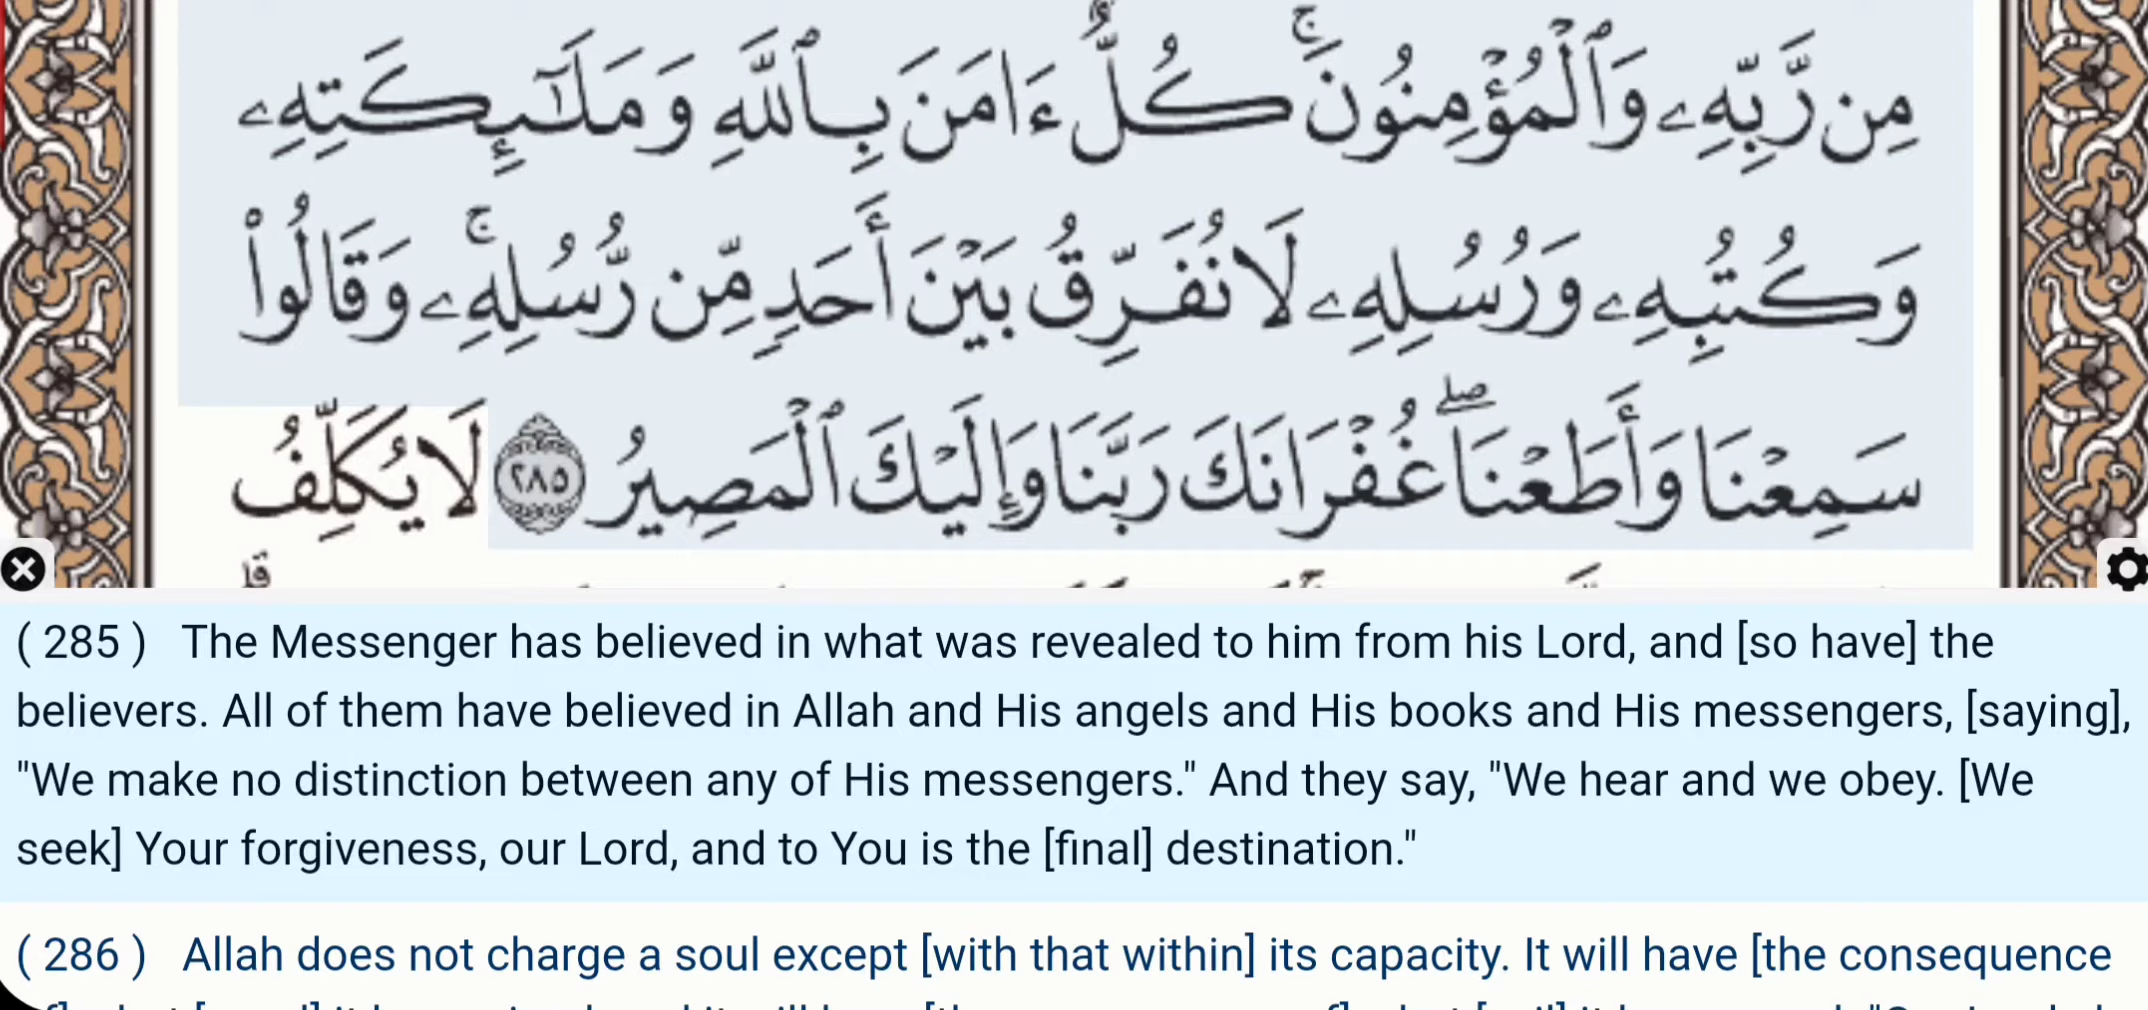 مِن رَّبِّهِۦ وَٱلْمُؤْمِنُونَ ۚ كُلٌّ ءَامَنَ بِٱللَّهِ وَمَلَـٰٓئِكَتِهِۦ
وَكُتُبِهِۦ وَرُسُلِهِۦ لَا نُفَرِّقُ بَيْنَ أَحَدٍ مِّن رُّسُلِهِۦ ۚ وَقَالُوا۟
سَمِعْنَا وَأَطَعْنَا ۖ غُفْرَانَكَ رَبَّنَا وَإِلَيْكَ ٱلْمَصِيرُ ٢٨٥ لَا يُكَلِّفُ
( 285 ) The Messenger has believed in what was revealed to him from his Lord, and [so have] the
believers. All of them have believed in Allah and His angels and His books and His messengers, [saying],
"We make no distinction between any of His messengers." And they say, "We hear and we obey. [We
seek] Your forgiveness, our Lord, and to You is the [final] destination."
( 286 ) Allah does not charge a soul except [with that within] its capacity. It will have [the consequence